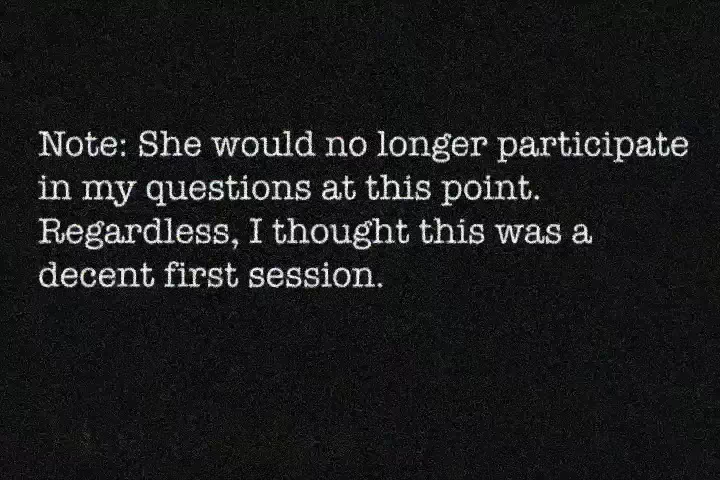 Note: She would no longer participate
in my questions at this point.
Regardless, I thought this was a
decent first session.